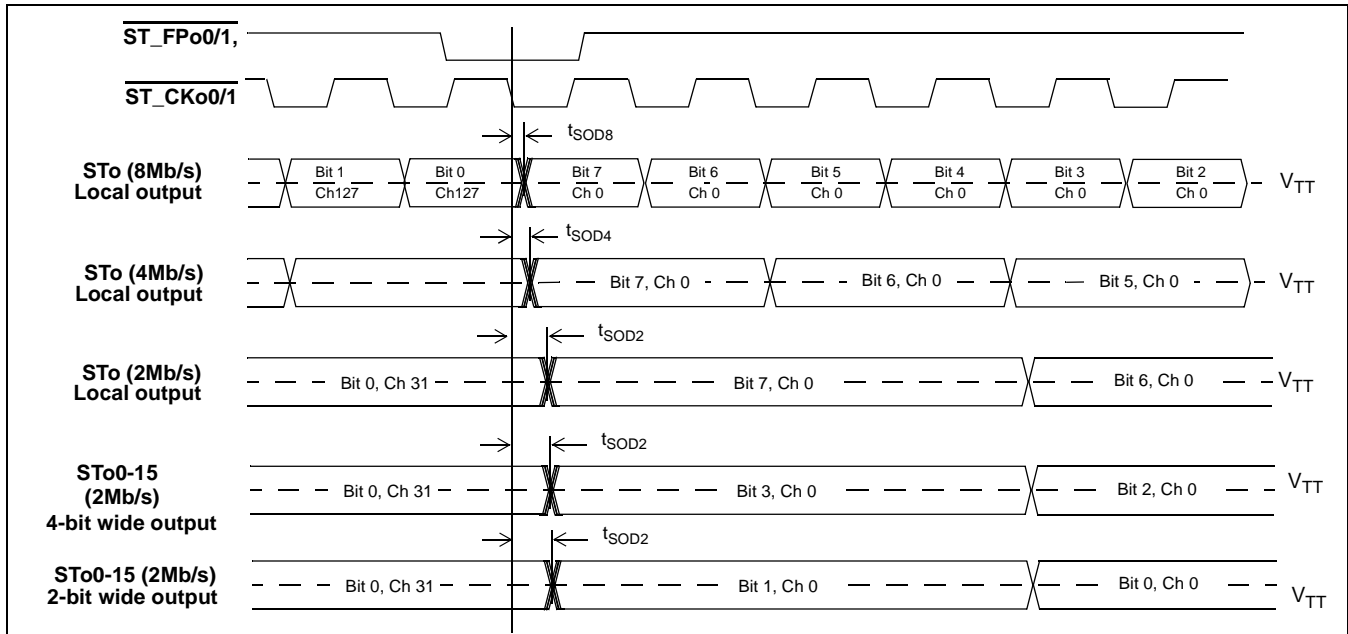 ST_FPo0/1,
ST_CKo0/1
tSOD8
STo (8Mb/s)
Local output
Bit 1 Ch127
Bit 0 Ch127
Bit 7 Ch 0
Bit 6 Ch 0
Bit 5 Ch 0
Bit 4 Ch 0
Bit 3 Ch 0
Bit 2 Ch 0
VTT
tSOD4
STo (4Mb/s)
Local output
Bit 7, Ch 0
Bit 6, Ch 0
Bit 5, Ch 0
VTT
tSOD2
STo (2Mb/s)
Local output
Bit 0, Ch 31
Bit 7, Ch 0
Bit 6, Ch 0
VTT
tSOD2
STo0-15
(2Mb/s)
4-bit wide output
Bit 0, Ch 31
Bit 3, Ch 0
Bit 2, Ch 0
VTT
tSOD2
STo0-15 (2Mb/s)
2-bit wide output
Bit 0, Ch 31
Bit 1, Ch 0
Bit 0, Ch 0
VTT